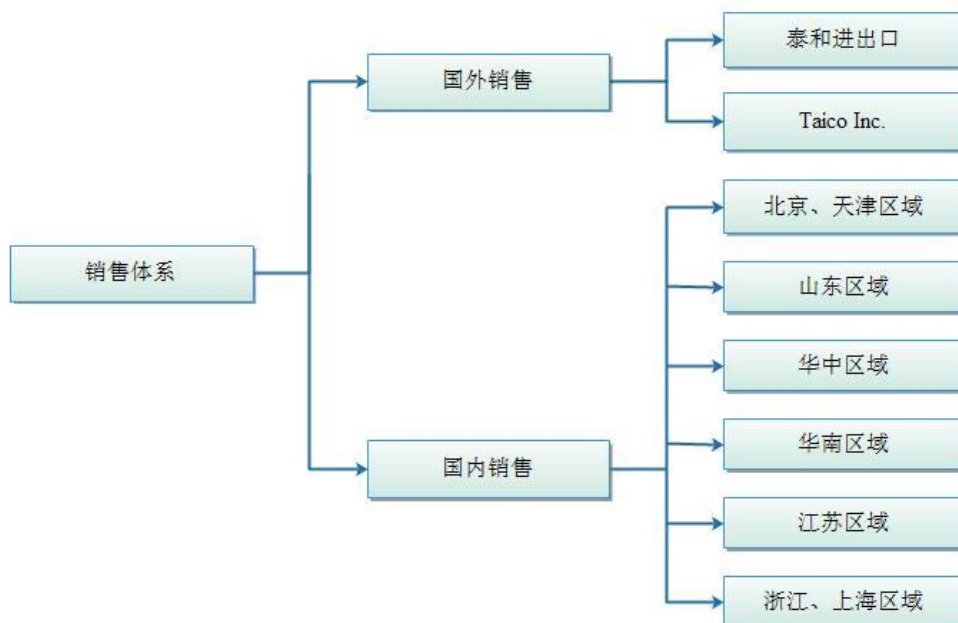 销售体系
国外销售
泰和进出口
Taico Inc.
国内销售
北京、天津区域
山东区域
华中区域
华南区域
江苏区域
浙江、上海区域